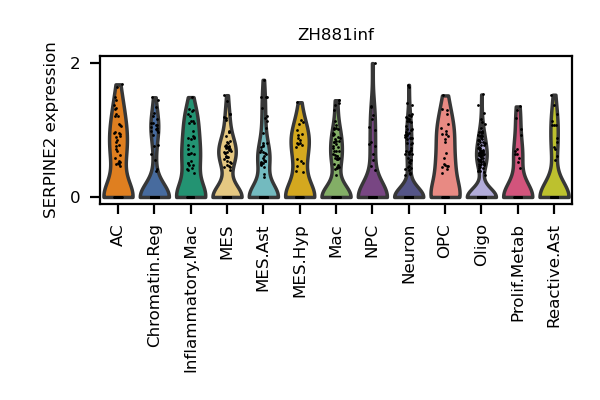 ZH881inf
SERPINE2 expression
2
0
AC
Chromatin.Reg
Inflammatory.Mac
MES
MES.Ast
MES.Hyp
Mac
NPC
Neuron
OPC
Oligo
Prolif.Metab
Reactive.Ast